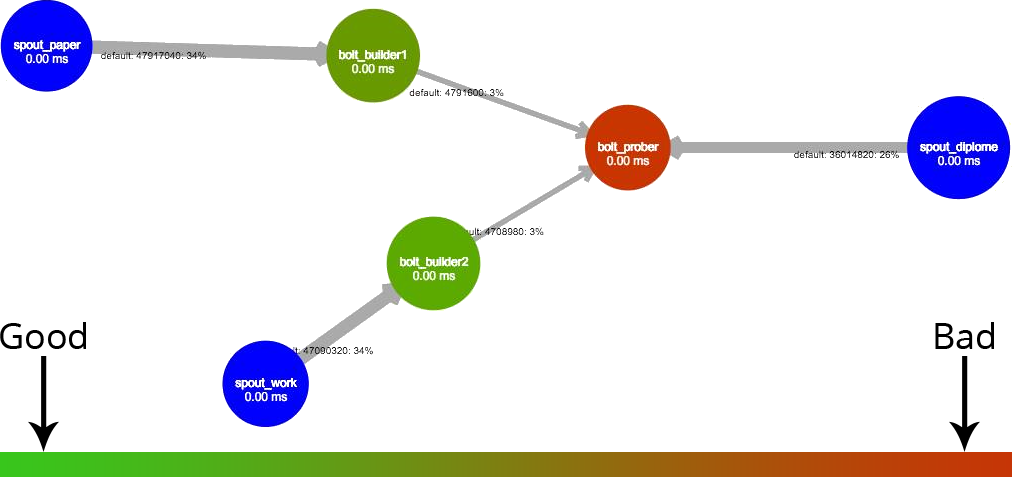 spout_paper
0.00 ms
default: 47917040: 34%
bolt_builder1
0.00 ms
default: 4791600: 3%
bolt_prober
0.00 ms
default: 36014820: 26%
spout_diplome
0.00 ms
ult: 4708980: 3%
bolt_builder2
0.00 ms
lt: 47090320: 34%
spout_work
0.00 ms
Good
Bad